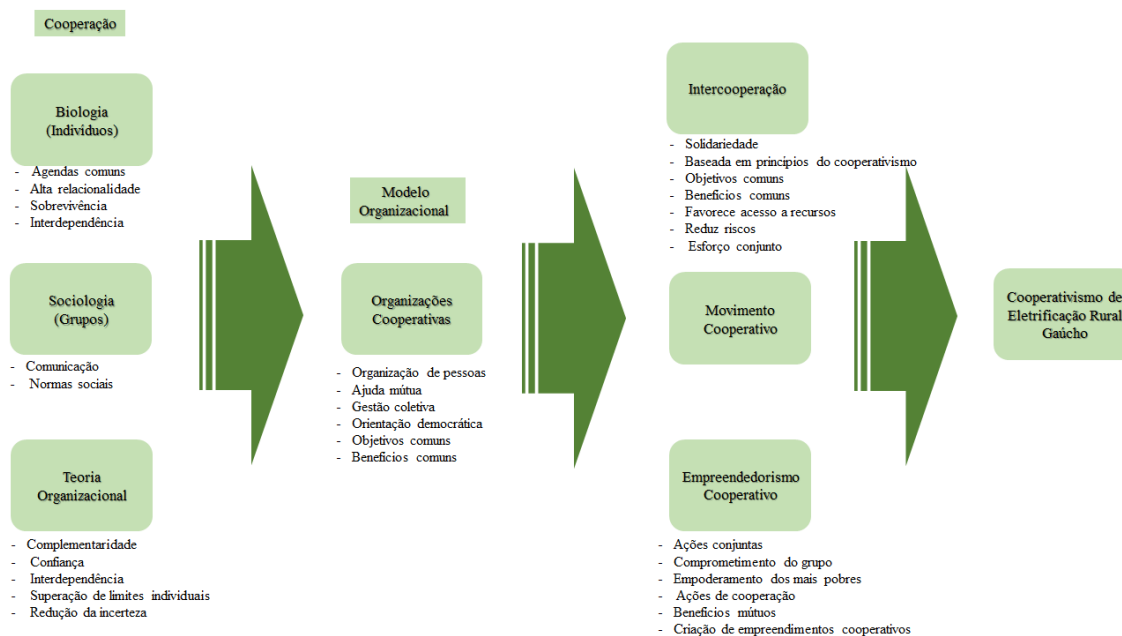 Cooperação
Biologia
(Indivíduos)
- Agendas comuns
- Alta relacionalidade
- Sobrevivência
- Interdependência
Sociologia
(Grupos)
- Comunicação
- Normas sociais
Teoria
Organizacional
- Complementaridade
- Confiança
- Interdependência
- Superação de limites individuais
- Redução da incerteza
Modelo
Organizacional
Organizações
Cooperativas
- Organização de pessoas
- Ajuda mútua
- Gestão coletiva
- Orientação democrática
- Objetivos comuns
- Benefícios comuns
Intercooperação
- Solidariedade
- Baseada em princípios do cooperativismo
- Objetivos comuns
- Benefícios comuns
- Favorece acesso a recursos
- Reduz riscos
- Esforço conjunto
Movimento
Cooperativo
Empreendedorismo
Cooperativo
- Ações conjuntas
- Comprometimento do grupo
- Empoderamento dos mais pobres
- Ações de cooperação
- Benefícios mútuos
- Criação de empreendimentos cooperativos
Cooperativismo de
Eletrificação Rural
Gaúcho